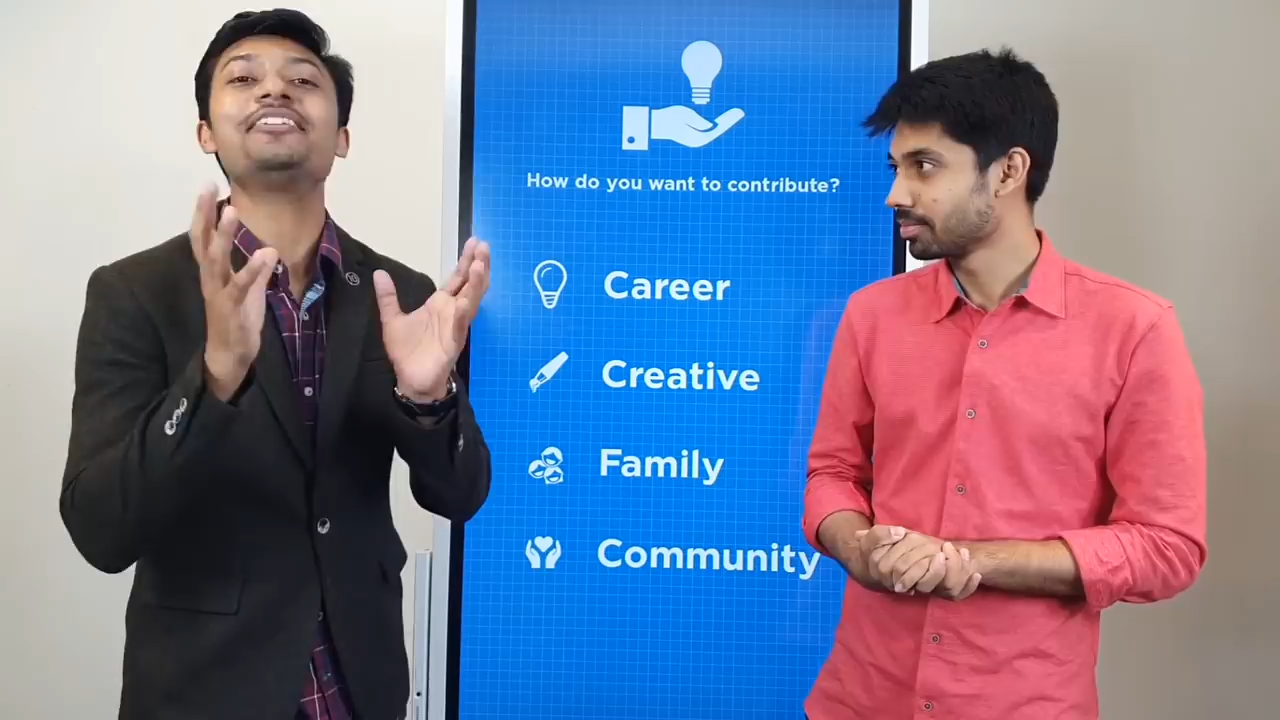 How do you want to contribute?
Career
Creative
Family
Community